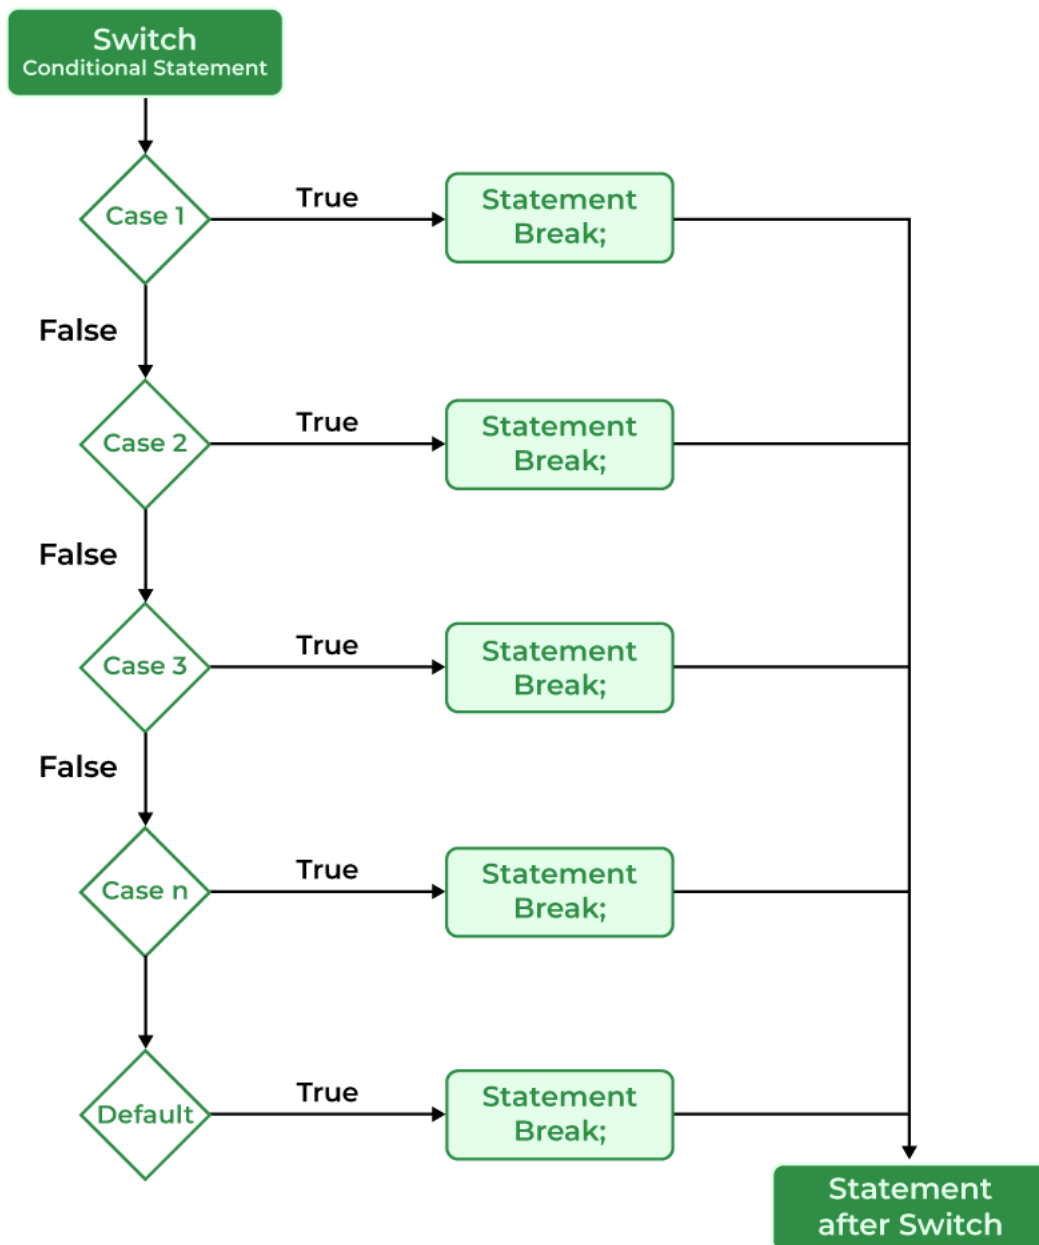 Switch
Conditional Statement
Case 1
True
Statement
Break;
False
Case 2
True
Statement
Break;
False
Case 3
True
Statement
Break;
False
Case n
True
Statement
Break;
Default
True
Statement
Break;
Statement
after Switch